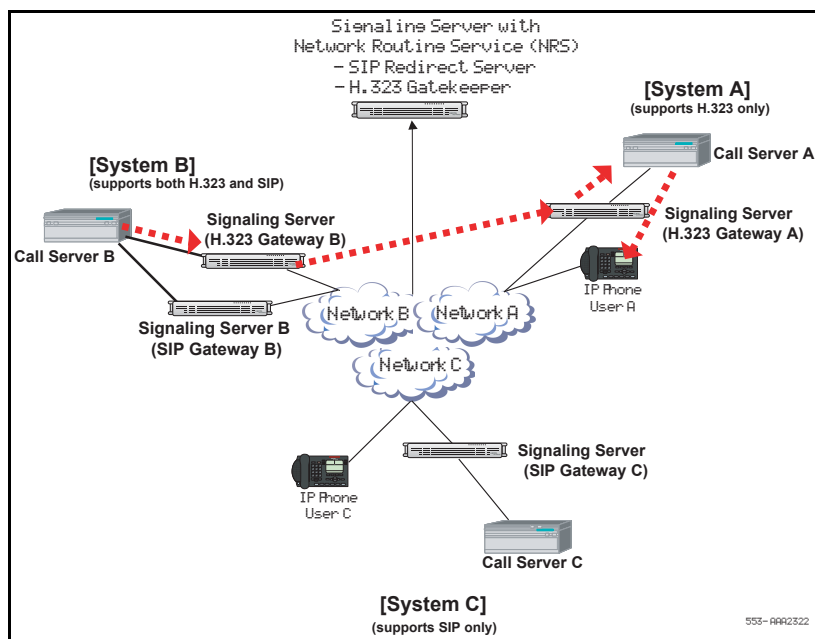 Signaling Server with
Network Routing Service (NRS)
- SIP Redirect Server
- H.323 Gatekeeper
[System A]
(supports H.323 only)
Call Server A
[System B]
(supports both H.323 and SIP)
Signaling Server
(H.323 Gateway B)
Signaling Server
(H.323 Gateway A)
Call Server B
IP Phone
User A
Signaling Server B
(SIP Gateway B)
Network B
Network A
Network C
Signaling Server
(SIP Gateway C)
IP Phone
User C
Call Server C
[System C]
(supports SIP only)
553-AAA2322